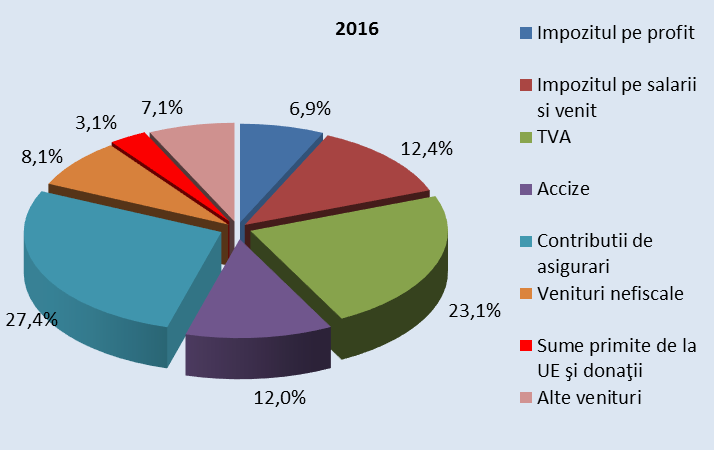 2016
7,1%
6,9%
3,1%
12,4%
8,1%
23,1%
27,4%
12,0%
Impozitul pe profit
Impozitul pe salarii
si venit
TVA
Accize
Contributii de
asigurari
Venituri nefiscale
Sume primite de la
UE şi donaţii
Alte venituri